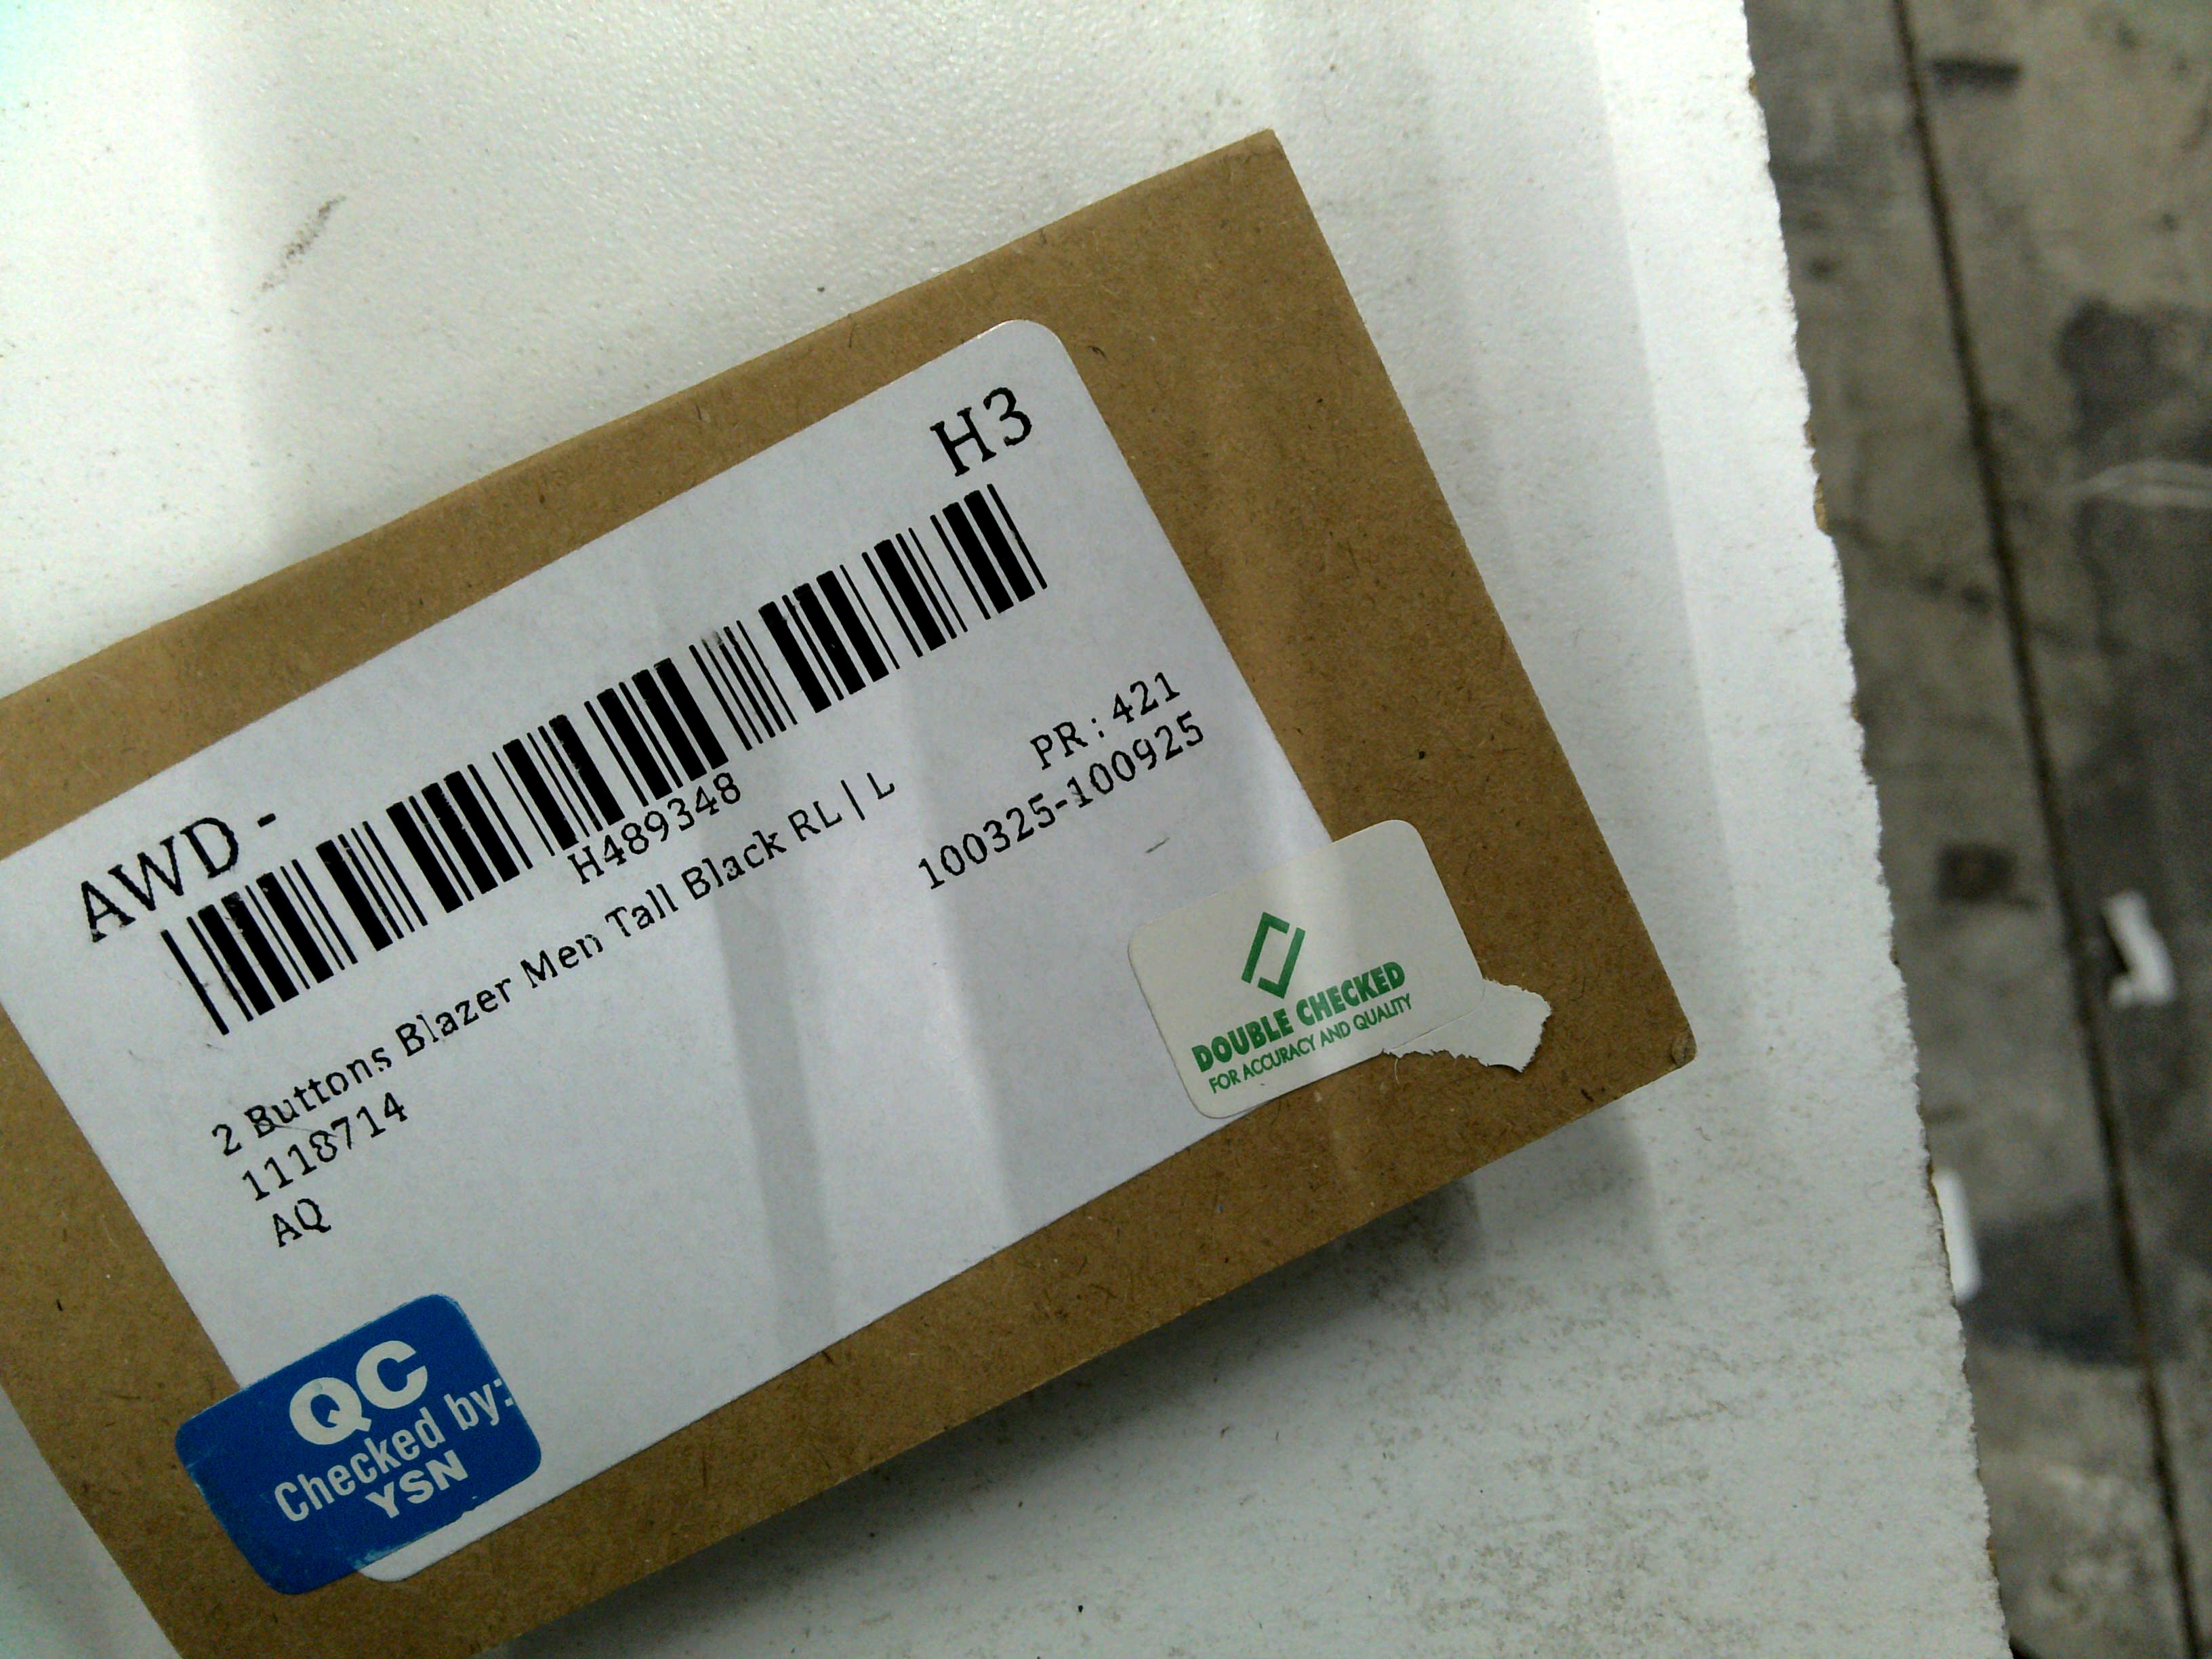 AWD -
H3
H489348
2 Buttons Blazer Men Tall Black RL | L
PR : 421
1118714
100325-100925
AQ
DOUBLE CHECKED
FOR ACCURACY AND QUALITY
QC
Checked by:
YSN